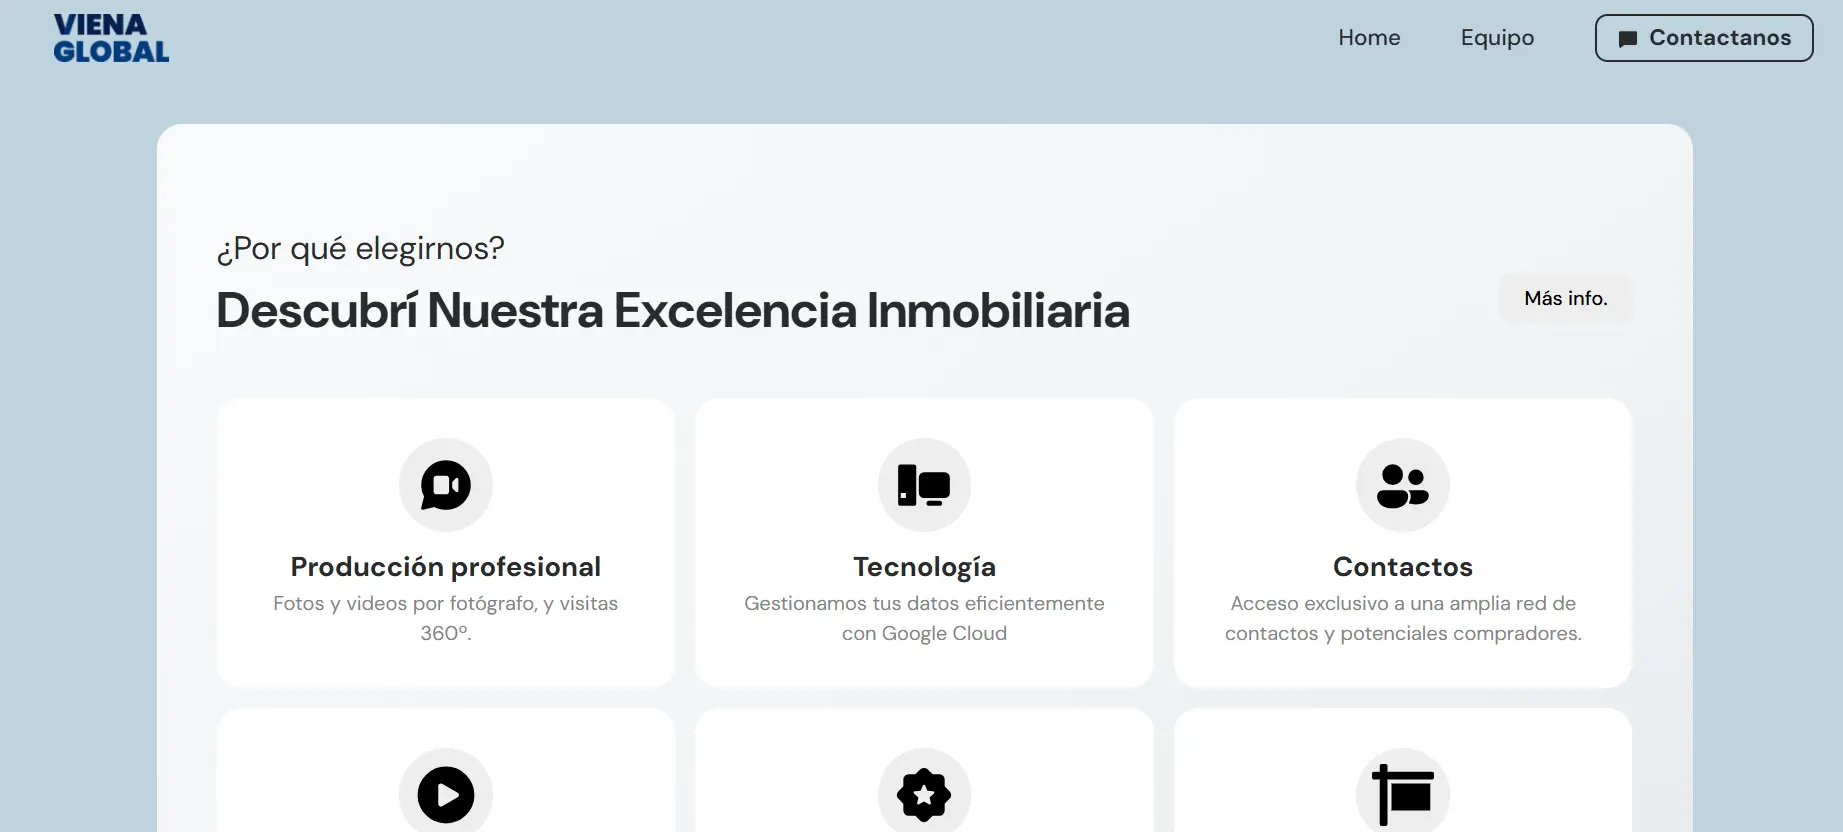 VIENA
GLOBAL
Home
Equipo
Contactanos
¿Por qué elegirnos?
Descubrí Nuestra Excelencia Inmobiliaria
Más info.
Producción profesional
Fotos y videos por fotógrafo, y visitas
360º.
Tecnología
Gestionamos tus datos eficientemente
con Google Cloud
Contactos
Acceso exclusivo a una amplia red de
contactos y potenciales compradores.